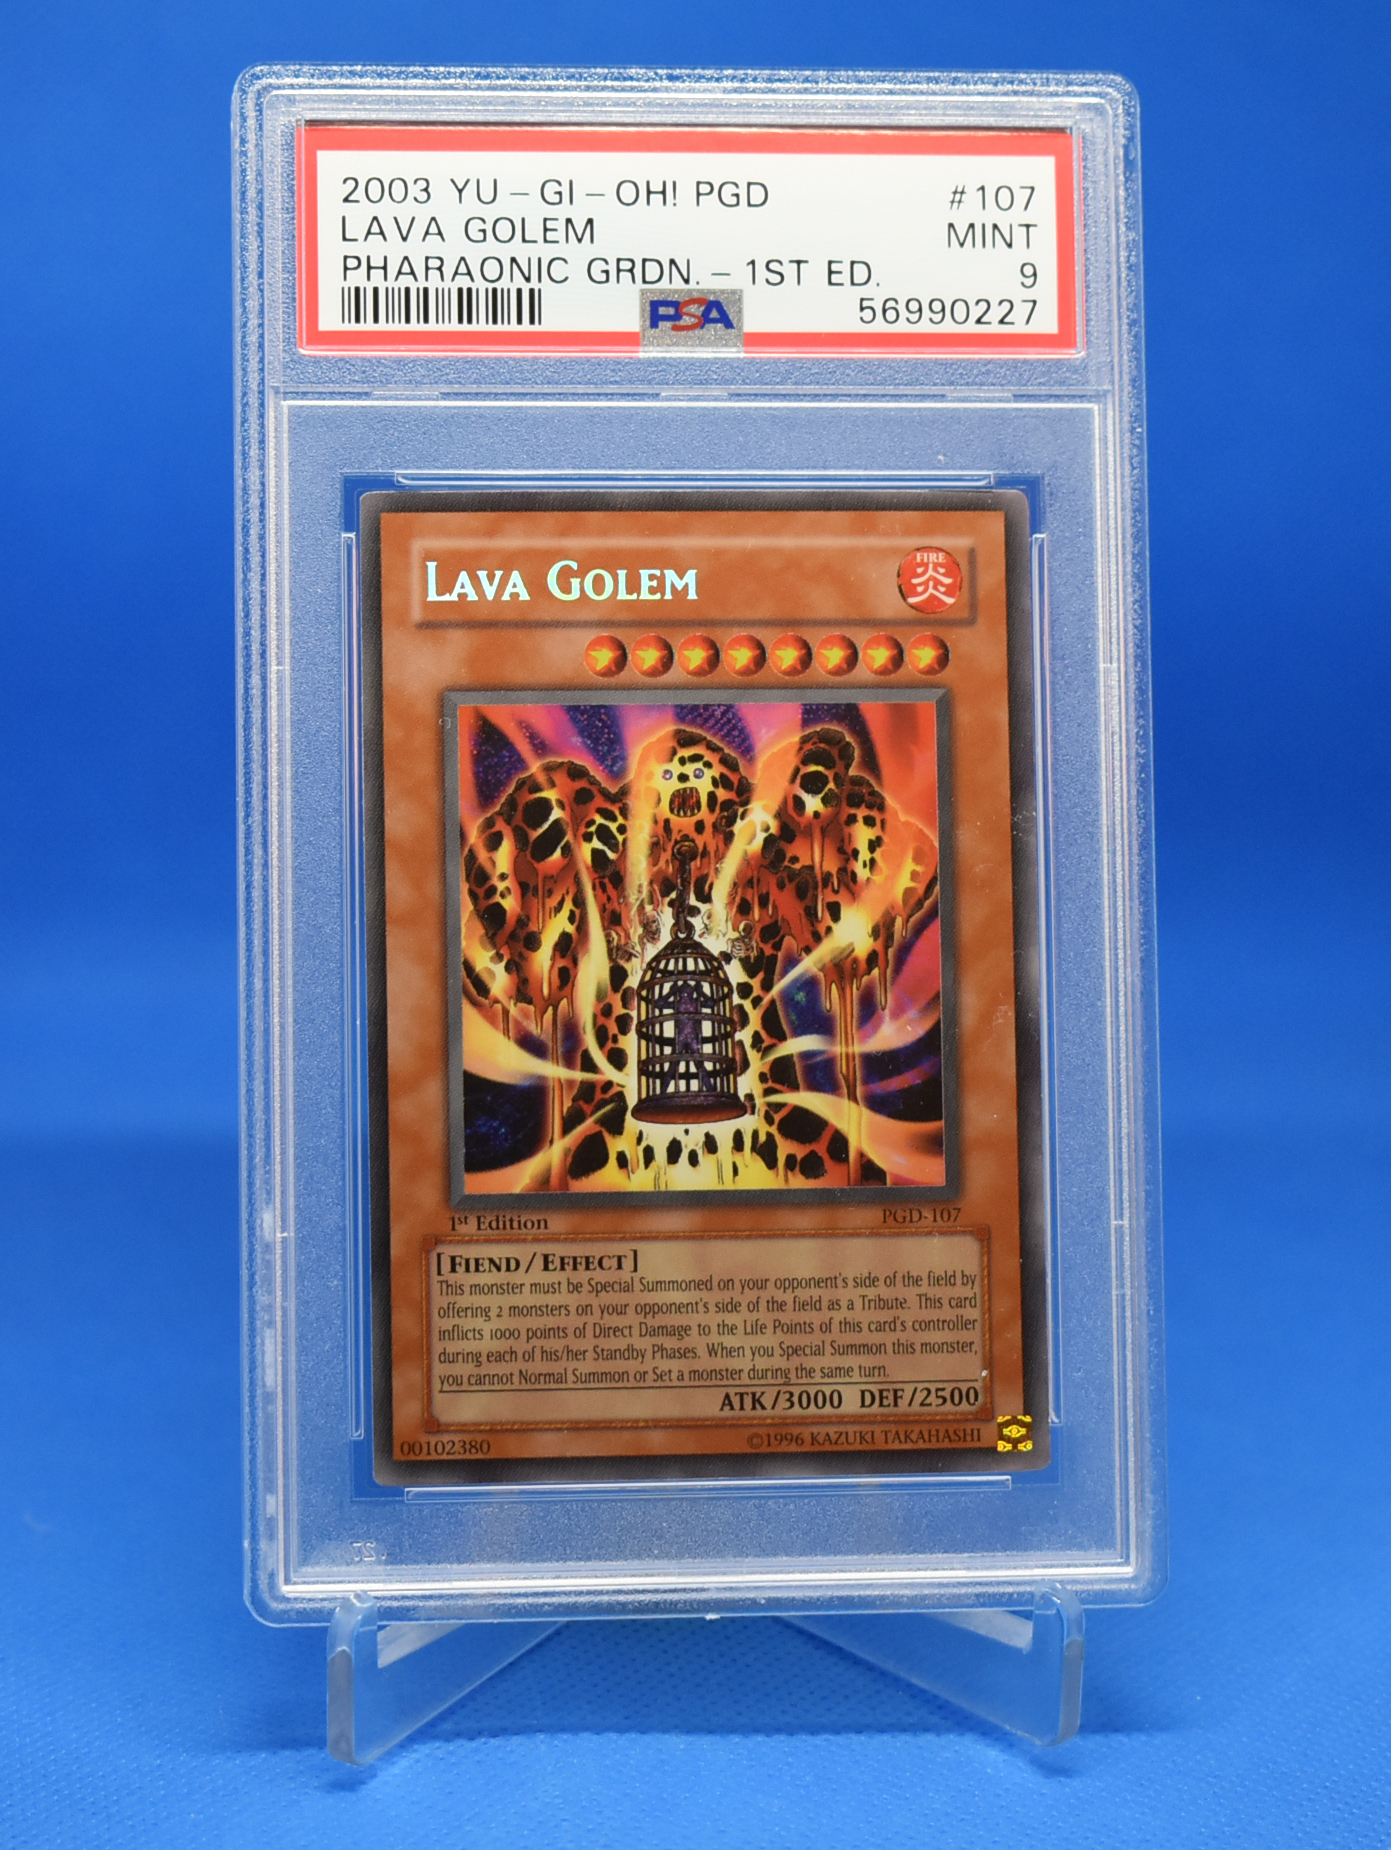 2003 YU-GI-OH! PGD #107
LAVA GOLEM MINT
PHARAONIC GRDN.-1ST ED. 9
PSA 56990227
LAVA GOLEM
FIRE
炎
1st Edition PGD-107
[FIEND/EFFECT]
This monster must be Special Summoned on your opponent's side of the field by
offering 2 monsters on your opponent's side of the field as a Tribute. This card
inflicts 1000 points of Direct Damage to the Life Points of this card's controller
during each of his/her Standby Phases. When you Special Summon this monster,
you cannot Normal Summon or Set a monster during the same turn.
ATK/3000 DEF/2500
00102380 ©1996 KAZUKI TAKAHASHI